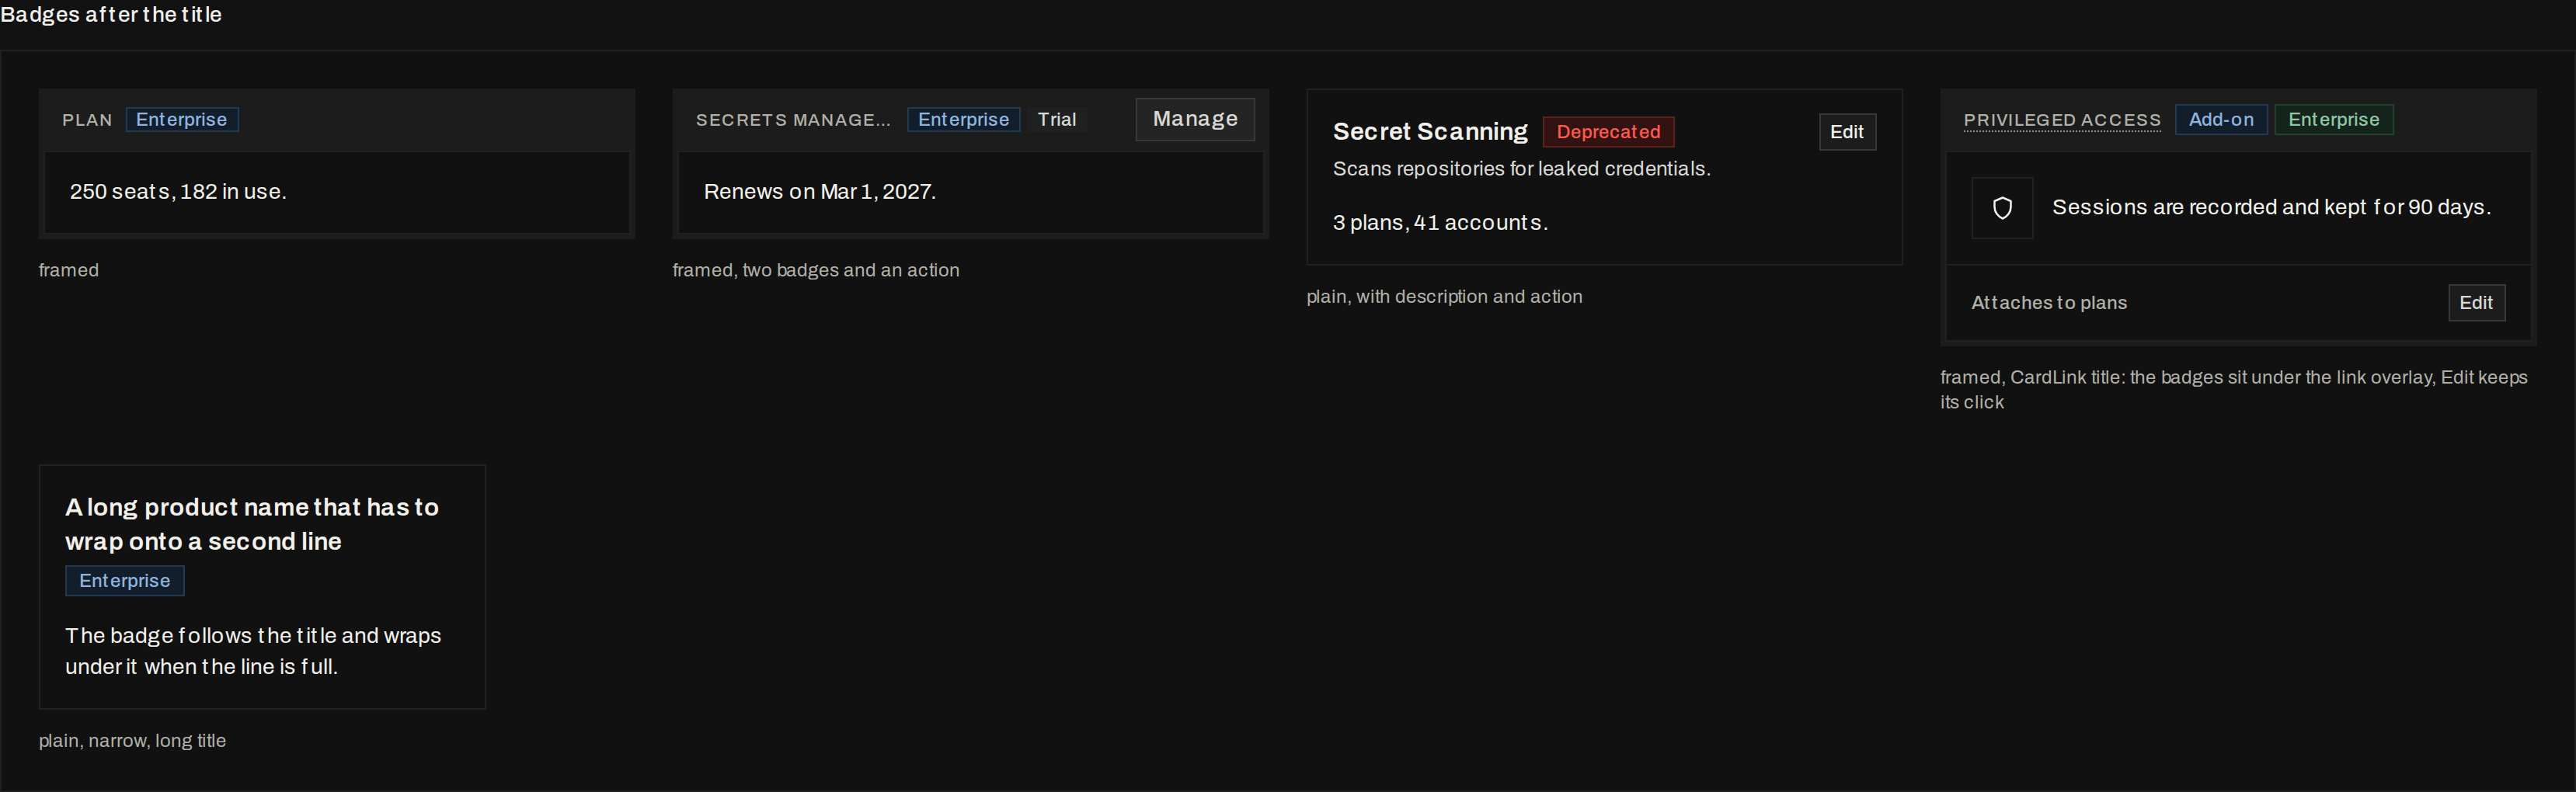 Badges after the title
PLAN Enterprise
250 seats, 182 in use.
framed
SECRETS MANAGE... Enterprise Trial Manage
Renews on Mar 1, 2027.
framed, two badges and an action
Secret Scanning Deprecated Edit
Scans repositories for leaked credentials.
3 plans, 41 accounts.
plain, with description and action
PRIVILEGED ACCESS Add-on Enterprise
Sessions are recorded and kept for 90 days.
Attaches to plans Edit
framed, CardLink title: the badges sit under the link overlay, Edit keeps
its click
A long product name that has to
wrap onto a second line
Enterprise
The badge follows the title and wraps
under it when the line is full.
plain, narrow, long title